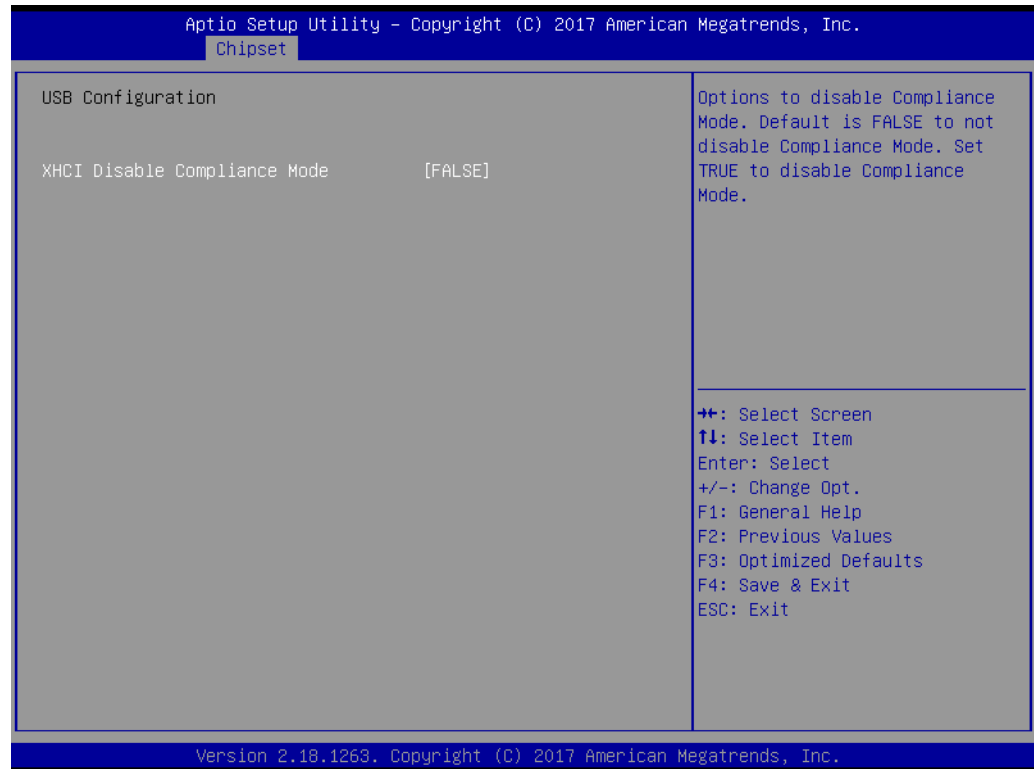 Aptio Setup Utility – Copyright (C) 2017 American Megatrends, Inc.
Chipset
USB Configuration
XHCI Disable Compliance Mode [FALSE]
Options to disable Compliance
Mode. Default is FALSE to not
disable Compliance Mode. Set
TRUE to disable Compliance
Mode.
→←: Select Screen
↑↓: Select Item
Enter: Select
+/-: Change Opt.
F1: General Help
F2: Previous Values
F3: Optimized Defaults
F4: Save & Exit
ESC: Exit
Version 2.18.1263. Copyright (C) 2017 American Megatrends, Inc.